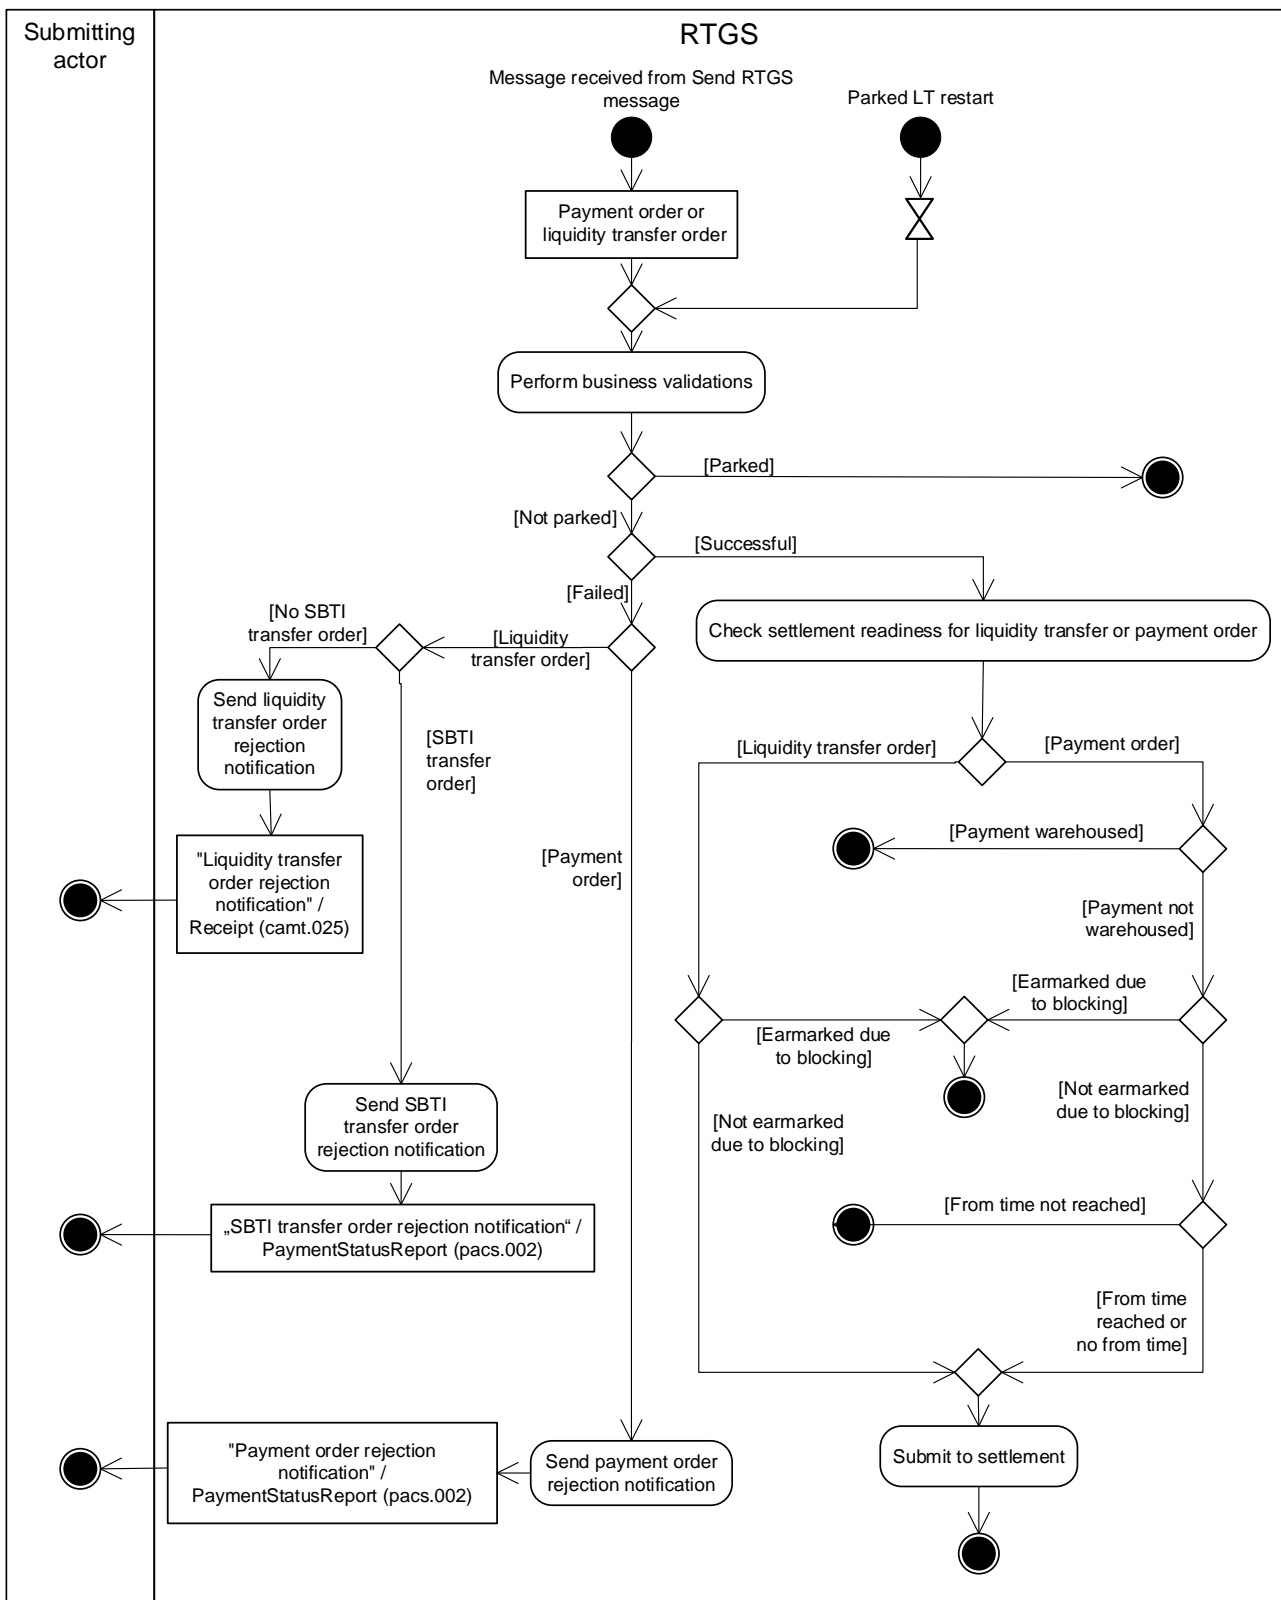 Submitting
actor
RTGS
Message received from Send RTGS
message
Parked LT restart
Payment order or
liquidity transfer order
Perform business validations
[Parked]
[Not parked]
[Successful]
[Failed]
[No SBTI
transfer order]
[Liquidity
transfer order]
Check settlement readiness for liquidity transfer or payment order
Send liquidity
transfer order
rejection
notification
[SBTI
transfer
order]
[Liquidity transfer order]
[Payment order]
[Payment warehoused]
"Liquidity transfer
order rejection
notification" /
Receipt (camt.025)
[Payment
order]
[Payment not
warehoused]
[Earmarked due
to blocking]
[Earmarked due
to blocking]
Send SBTI
transfer order
rejection notification
[Not earmarked
due to blocking]
[Not earmarked
due to blocking]
[From time not reached]
„SBTI transfer order rejection notification“ /
PaymentStatusReport (pacs.002)
[From time
reached or
no from time]
"Payment order rejection
notification" /
PaymentStatusReport (pacs.002)
Send payment order
rejection notification
Submit to settlement